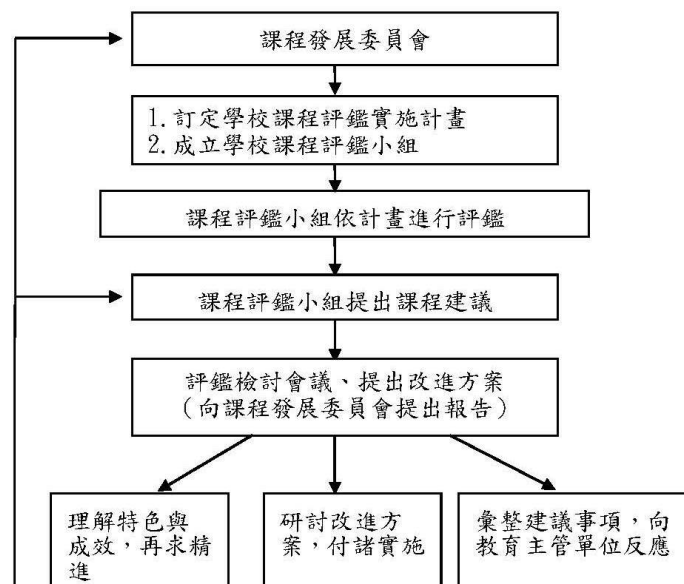 課程發展委員會
1.訂定學校課程評鑑實施計畫
2.成立學校課程評鑑小組
課程評鑑小組依計畫進行評鑑
課程評鑑小組提出課程建議
評鑑檢討會議、提出改進方案
（向課程發展委員會提出報告）
理解特色與
成效，再求精
進
研討改進方
案，付諸實施
彙整建議事項，向
教育主管單位反應